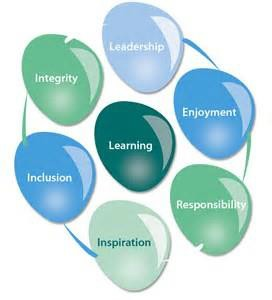 Leadership
Integrity
Enjoyment
Learning
Inclusion
Responsibility
Inspiration